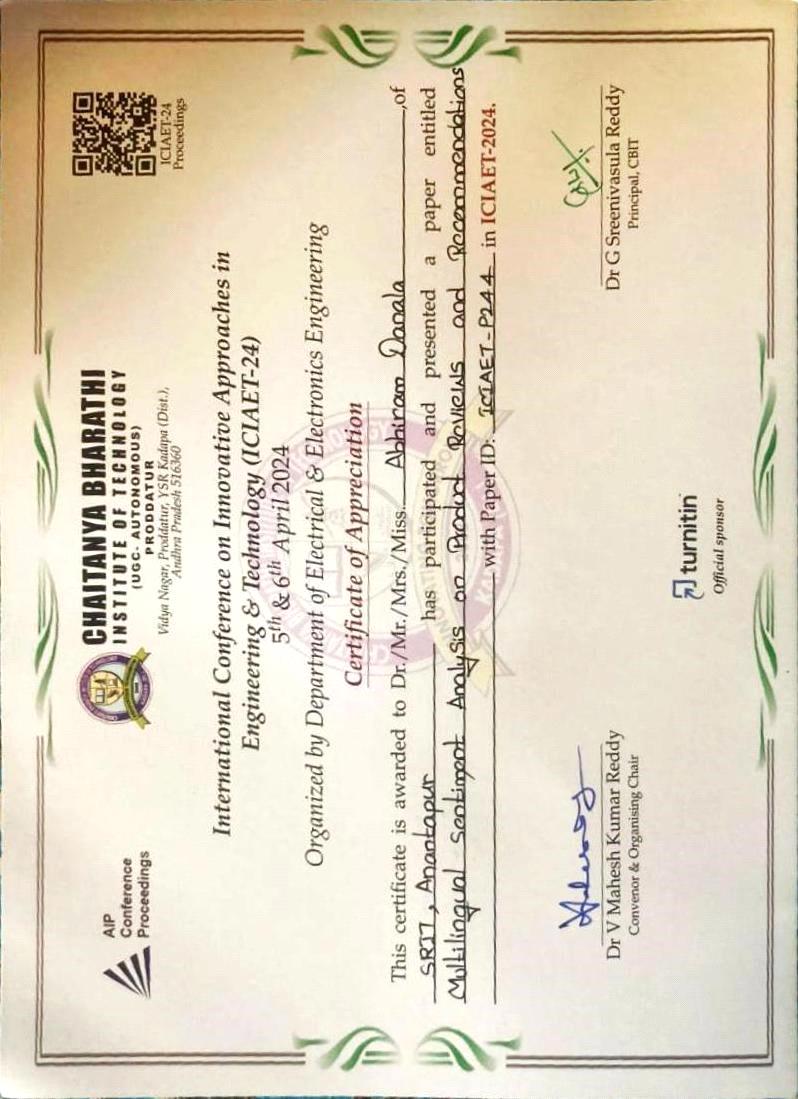 AIP
Conference
Proceedings
CHAITANYA BHARATHI
INSTITUTE OF TECHNOLOGY
(UGC- AUTONOMOUS)
PRODDATUR
Vidya Nagar, Proddatur, YSR Kadapa (Dist.),
Andhra Pradesh 516360
ICIAET-24
Proceedings
International Conference on Innovative Approaches in
Engineering & Technology (ICIAET-24)
5th & 6th April 2024
Organized by Department of Electrical & Electronics Engineering
Certificate of Appreciation
This certificate is awarded to Dr./Mr./Mrs./Miss. Abhiram Danala ,of
SRIT, Anantapur has participated and presented a paper entitled
Multilingual Sentiment Analysis on Product Reviews and Recommendations
with Paper ID: ICIAET-P244 in ICIAET-2024.
Dr V Mahesh Kumar Reddy
Convenor & Organising Chair
turnitin
Official sponsor
Dr G Sreenivasula Reddy
Principal, CBIT